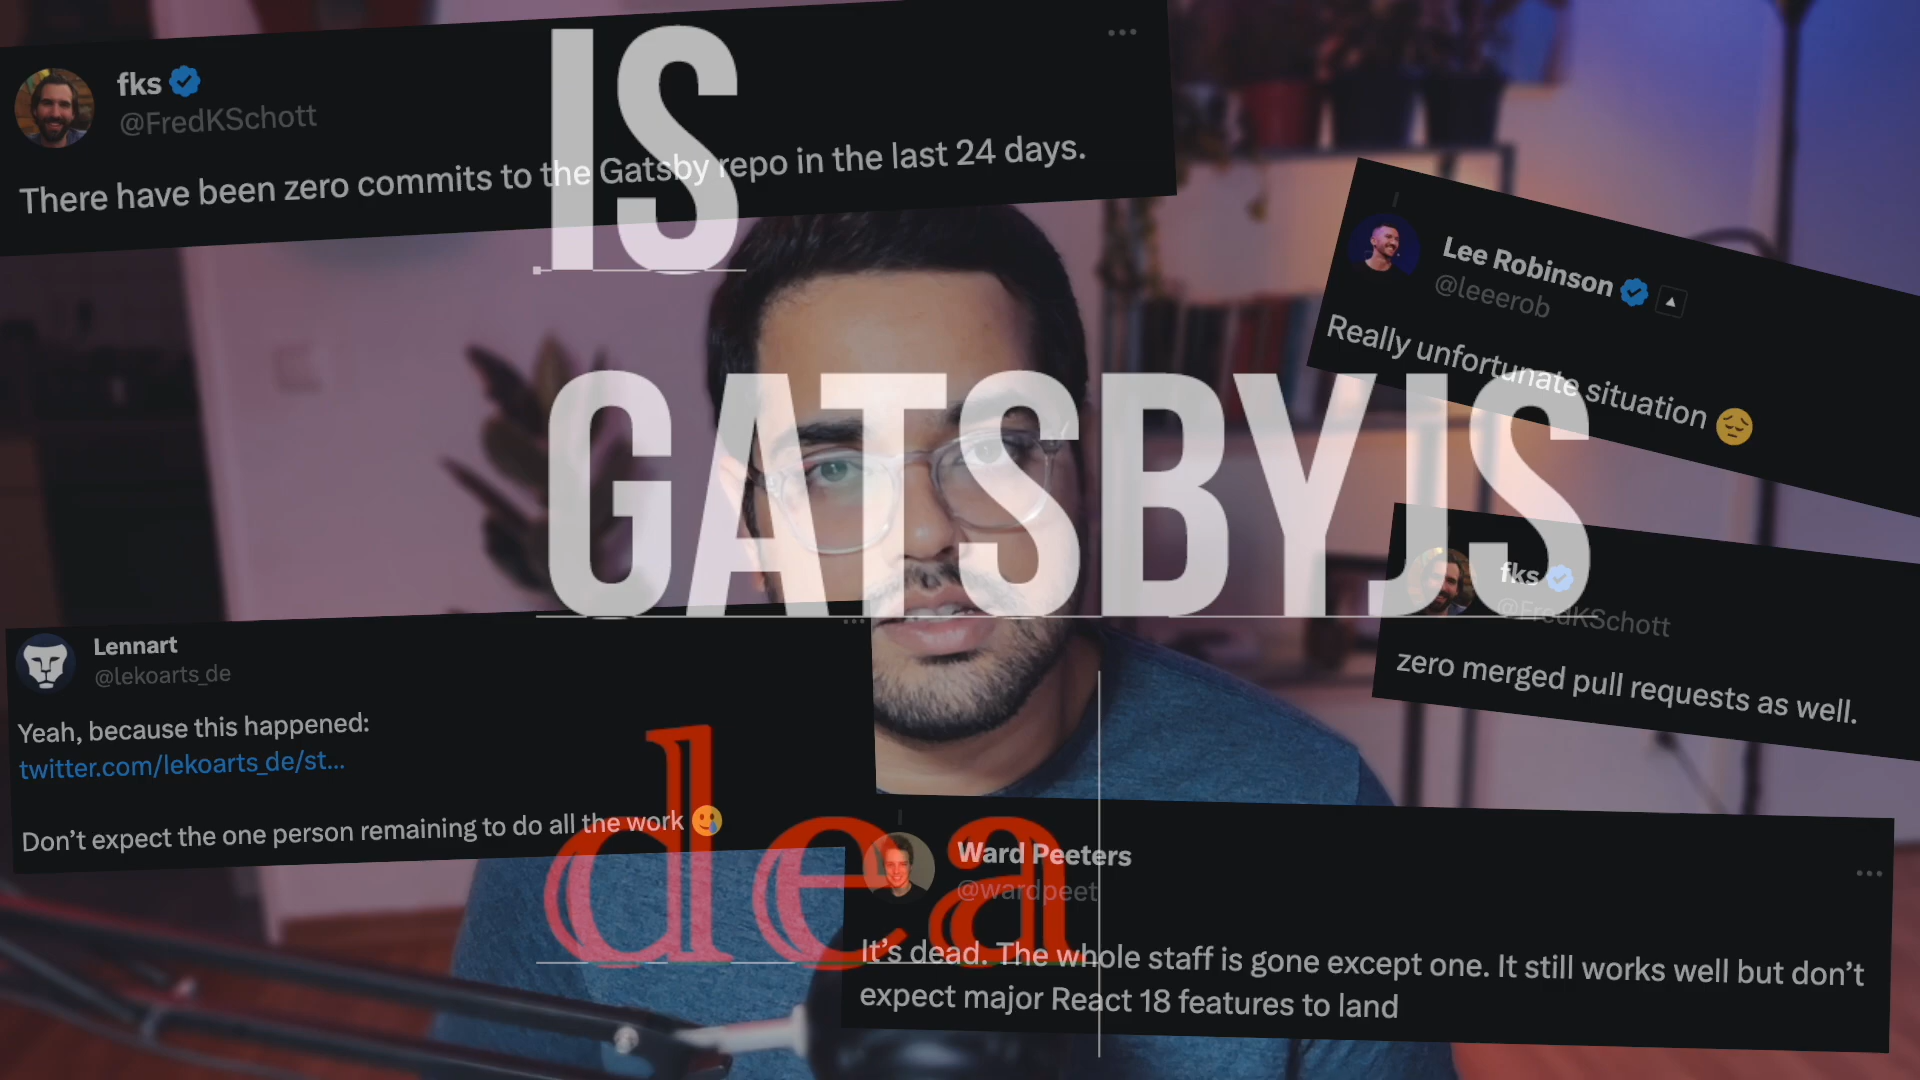 fks
@FredKSchott
There have been zero commits to the Gatsby repo in the last 24 days.
IS
GATSBYJS
dea
Lee Robinson
@leeerob
Really unfortunate situation 😔
fks
@FredKSchott
zero merged pull requests as well.
Lennart
@lekoarts_de
Yeah, because this happened:
twitter.com/lekoarts_de/st...
Don't expect the one person remaining to do all the work 🥲
Ward Peeters
@wardpeet
It's dead. The whole staff is gone except one. It still works well but don't
expect major React 18 features to land